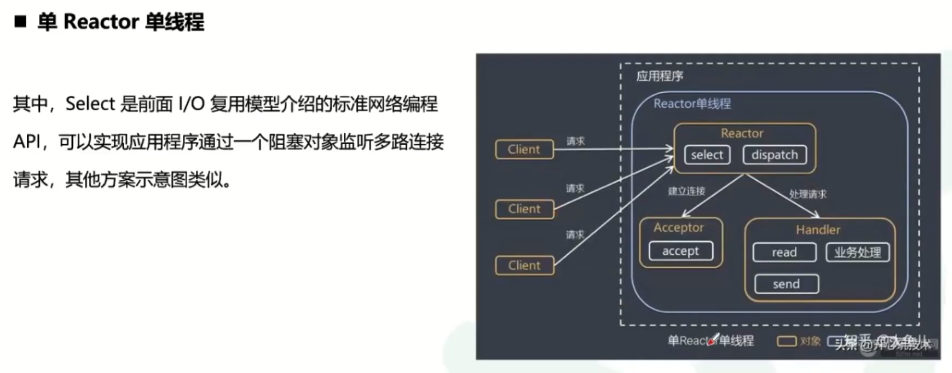 ■ 单 Reactor 单线程
其中，Select 是前面 I/O 复用模型介绍的标准网络编程
API，可以实现应用程序通过一个阻塞对象监听多路连接
请求，其他方案示意图类似。
应用程序
Reactor单线程
Reactor
select
dispatch
Client
请求
Client
请求
Client
请求
建立连接
处理请求
Acceptor
accept
Handler
read
业务处理
send
单Reactor单线程
对象